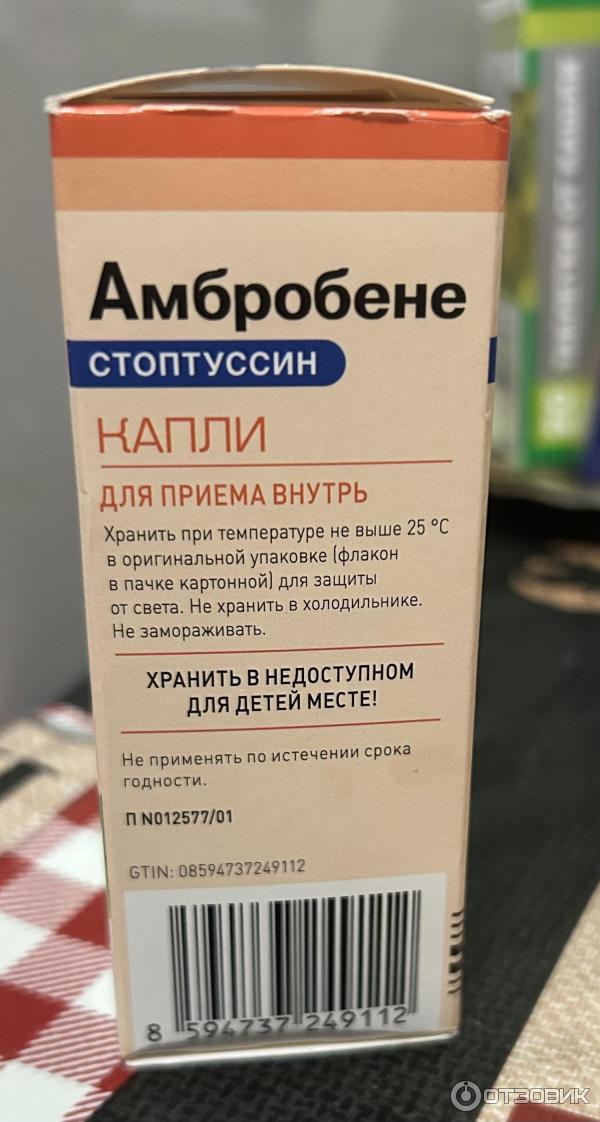 Амбробене
СТОПТУССИН
КАПЛИ
ДЛЯ ПРИЕМА ВНУТРЬ
Хранить при температуре не выше 25 °C
в оригинальной упаковке (флакон
в пачке картонной) для защиты
от света. Не хранить в холодильнике.
Не замораживать.
ХРАНИТЬ В НЕДОСТУПНОМ
ДЛЯ ДЕТЕЙ МЕСТЕ!
Не применять по истечении срока
годности.
П N012577/01
GTIN: 08594737249112
8 594737 249112
ОТЗОВИК